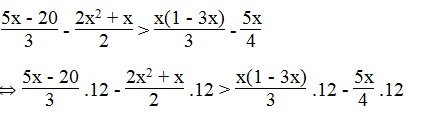 (5x - 20)/3 - (2x² + x)/2 > (x(1 - 3x))/3 - 5x/4
⇔ (5x - 20)/3 .12 - (2x² + x)/2 .12 > (x(1 - 3x))/3 .12 - 5x/4 .12